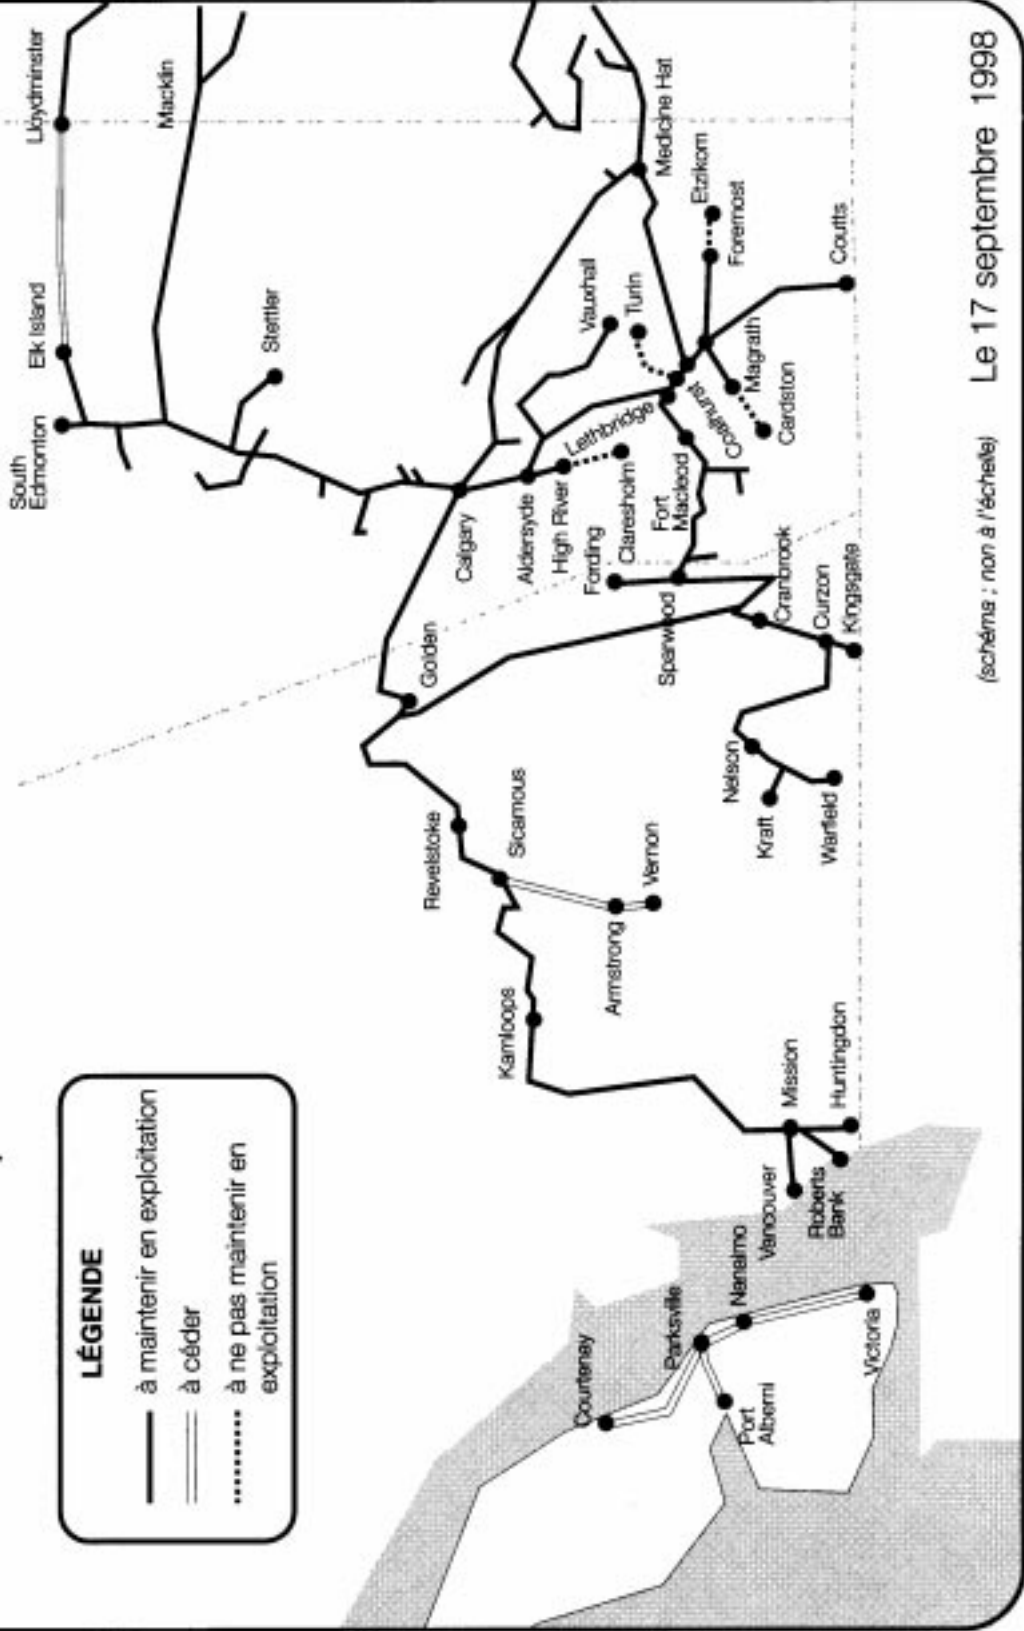 LÉGENDE
à maintenir en exploitation
à céder
à ne pas maintenir en
exploitation
Courtenay
Parksville
Nanaimo
Port
Alberni
Victoria
Vancouver
Roberts
Bank
Mission
Huntingdon
Kamloops
Armstrong
Vernon
Sicamous
Revelstoke
Golden
Kraft
Nelson
Warfield
Curzon
Kingsgate
Cranbrook
Sparwood
Fording
Fort
Macleod
Calgary
Aldersyde
High River
Claresholm
Lethbridge
Coalhurst
Cardston
Magrath
Turin
Vauxhall
Foremost
Etzikom
Coutts
Medicine Hat
Stettler
South
Edmonton
Elk Island
Lloydminster
Macklin
(schéma ; non à l'échelle)
Le 17 septembre 1998